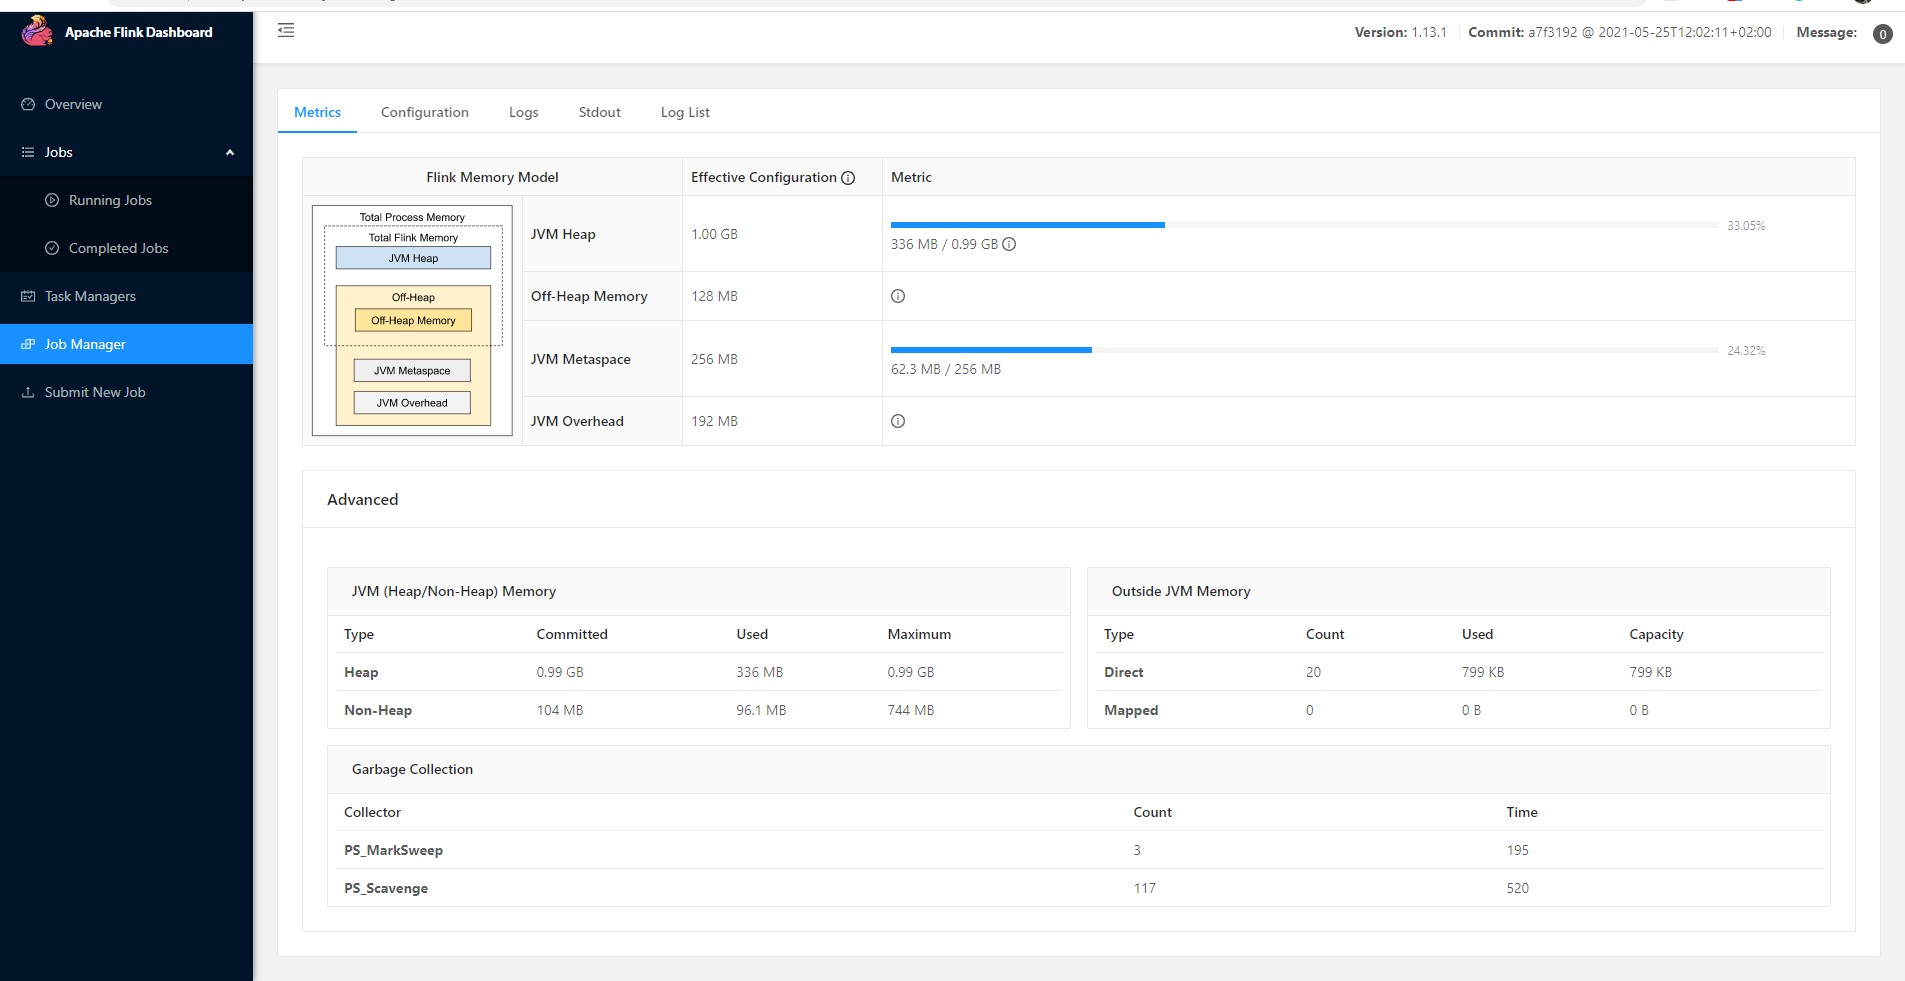 Apache Flink Dashboard
Version: 1.13.1 Commit: a7f3192 @ 2021-05-25T12:02:11+02:00 Message: 0
Overview
Jobs
Running Jobs
Completed Jobs
Task Managers
Job Manager
Submit New Job
Metrics Configuration Logs Stdout Log List
Flink Memory Model Effective Configuration Metric
Total Process Memory
Total Flink Memory
JVM Heap
Off-Heap
Off-Heap Memory
JVM Metaspace
JVM Overhead
JVM Heap 1.00 GB 33.05%
336 MB / 0.99 GB
Off-Heap Memory 128 MB
JVM Metaspace 256 MB 24.32%
62.3 MB / 256 MB
JVM Overhead 192 MB
Advanced
JVM (Heap/Non-Heap) Memory
Type Committed Used Maximum
Heap 0.99 GB 336 MB 0.99 GB
Non-Heap 104 MB 96.1 MB 744 MB
Outside JVM Memory
Type Count Used Capacity
Direct 20 799 KB 799 KB
Mapped 0 0 B 0 B
Garbage Collection
Collector Count Time
PS_MarkSweep 3 195
PS_Scavenge 117 520